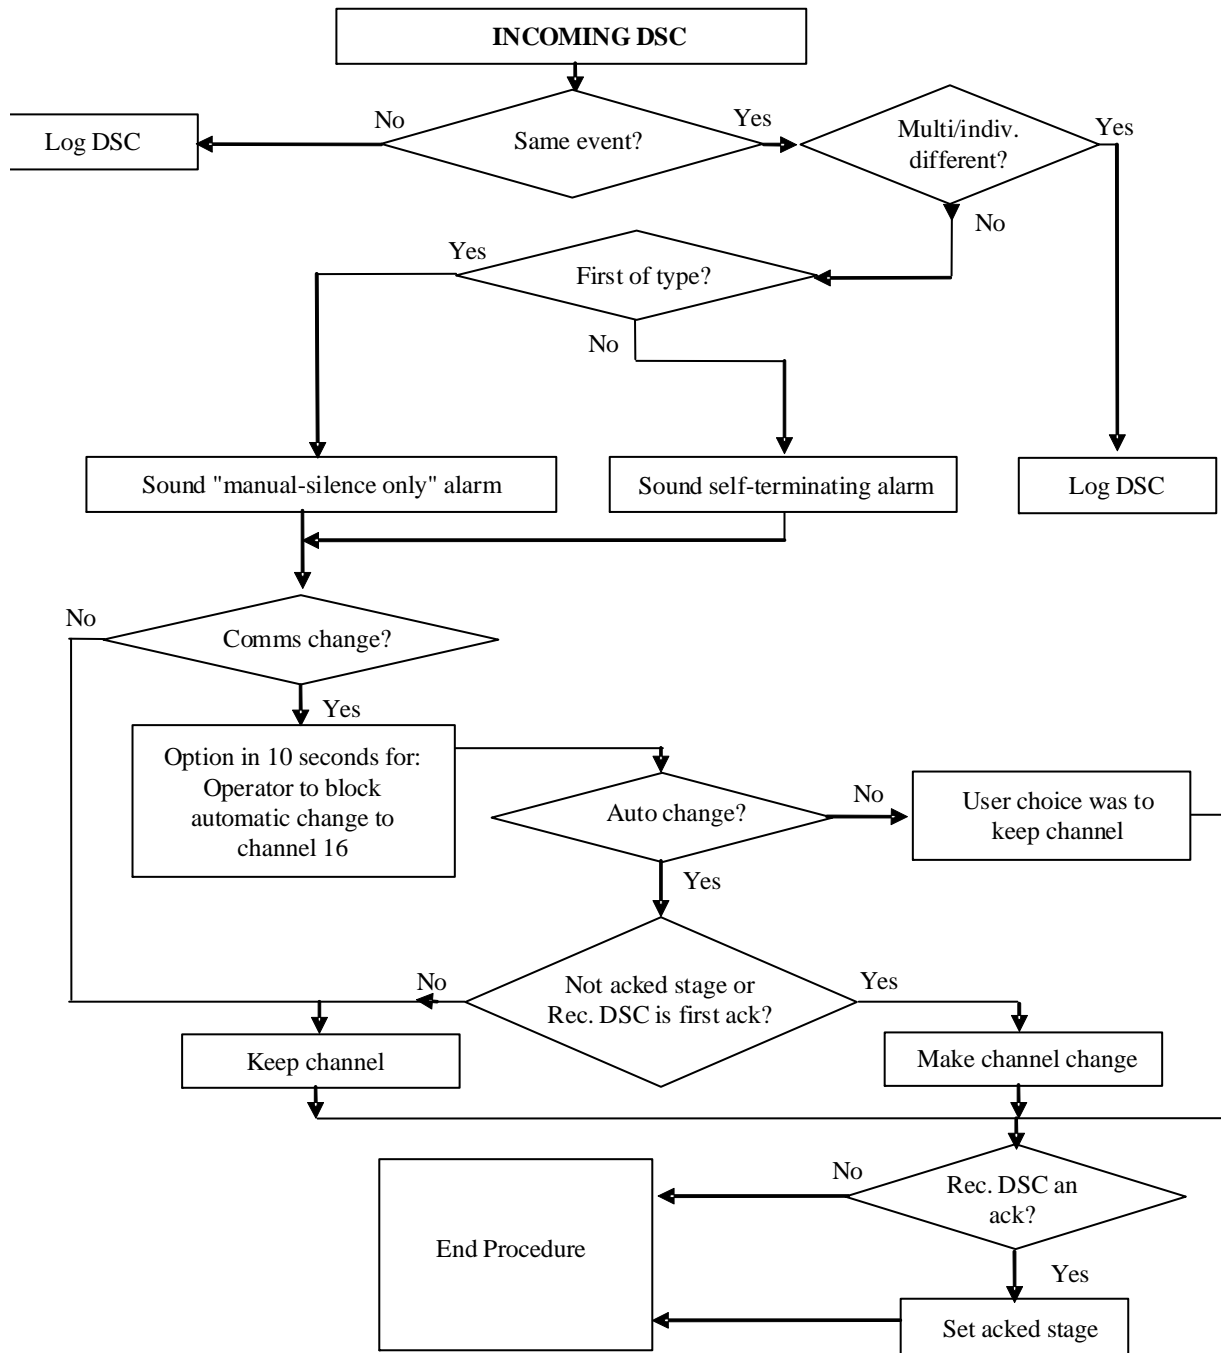 INCOMING DSC
No
Yes
Yes
Log DSC
Same event?
Multi/indiv.
different?
No
Yes
First of type?
No
Sound "manual-silence only" alarm
Sound self-terminating alarm
Log DSC
No
Comms change?
Yes
Option in 10 seconds for:
Operator to block
automatic change to
channel 16
Auto change?
No
User choice was to
keep channel
Yes
No
Not acked stage or
Rec. DSC is first ack?
Yes
Keep channel
Make channel change
No
Rec. DSC an
ack?
End Procedure
Yes
Set acked stage